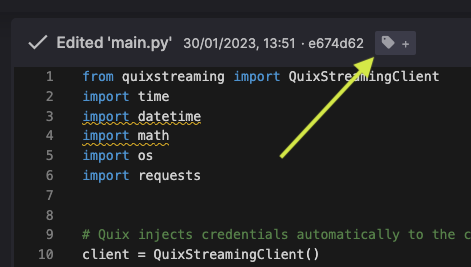 Edited 'main.py' 30/01/2023, 13:51 · e674d62 +
1 from quixstreaming import QuixStreamingClient
2 import time
3 import datetime
4 import math
5 import os
6 import requests
7
8
9 # Quix injects credentials automatically to the c
10 client = QuixStreamingClient()